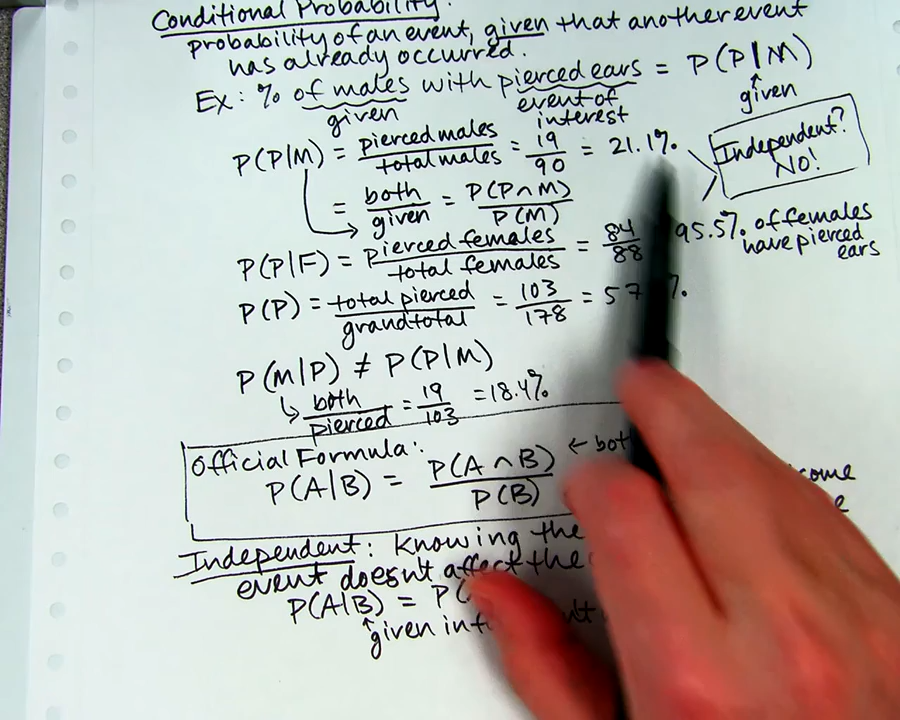 Conditional Probability:
probability of an event, given that another event
has already occurred.
Ex: % of males with pierced ears = P(P|M)
given event of interest ↑ given
P(P|M) = pierced males / total males = 19/90 = 21.1%
Independent?
NO!
= both / given = P(P∩M) / P(M)
P(P|F) = pierced females / total females = 84/88 95.5% of females
have pierced
ears
P(P) = total pierced / grand total = 103/178 = 57 %.
P(M|P) ≠ P(P|M)
↳ both / pierced = 19/103 = 18.4%
Official Formula:
P(A|B) = P(A∩B) / P(B) ←
Independent: Knowing the
event doesn't affect the
P(A|B) =
↑ given